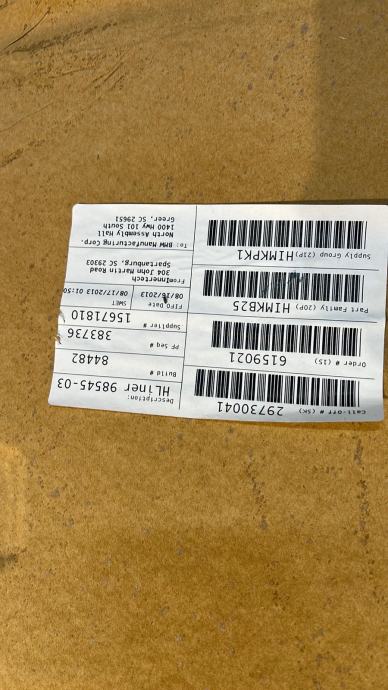 Call-off # (5K) 29730041
Order # (1S) 6159021
Part Family (20P) HIMKB25
Supply Group (21P) HIMKPK1
Description:
HLiner 98545-03
Build #
84482
PF Seq #
383736
Supplier #
15671810
FIFO Date SWET
08/16/2013 08/17/2013 01:50
From: Innertech
304 John Martin Road
Spartanburg, SC 29303
To: BMW Manufacturing Corp.
North Assembly Hall
1400 Hwy 101 South
Greer, SC 29651